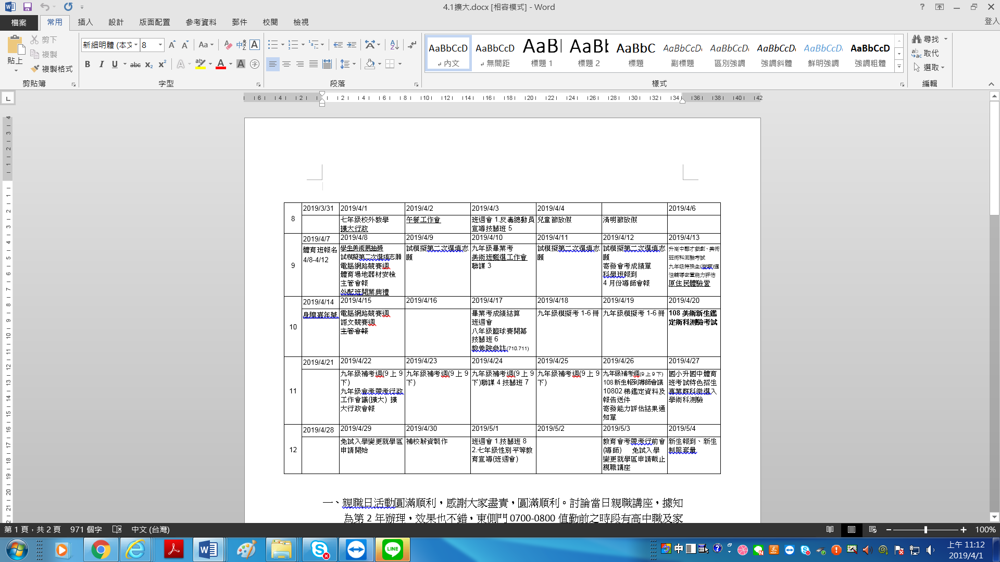 4.1擴大.docx [相容模式] - Word
登入
檔案 常用 插入 設計 版面配置 參考資料 郵件 校閱 檢視
貼上 剪下 複製 複製格式
新細明體 (本文 8
AaBbCcD AaBbCcD AaBl AaBb AaBbC AaBbCcD AaBbCcDt AaBbCcDt AaBbCcDt AaBbCcD
內文 無間距 標題 1 標題 2 標題 副標題 區別強調 強調斜體 鮮明強調 強調粗體
尋找 取代 選取
剪貼簿 字型 段落 樣式 編輯
6 4 2 2 4 6 8 10 12 14 16 18 20 22 24 26 28 30 32 34 36 38 40 42
8
2019/3/31 2019/4/1 2019/4/2 2019/4/3 2019/4/4 2019/4/6
七年級校外教學
擴大行政
午餐工作會
班週會 1.反毒總動員
宣導技藝班 5
兒童節放假
清明節放假
9
2019/4/7 2019/4/8 2019/4/9 2019/4/10 2019/4/11 2019/4/12 2019/4/13
體育班報名
4/8-4/12
學生美術展抽獎
試模擬第二次選填志願
電腦網路競賽週
體育場地器材安檢
主管會報
外配班開業典禮
試模擬第二次選填志
願
九年級畢業考
美術班甄選工作會
聯謀 3
試模擬第二次選填志
願
試模擬第二次選填志
願
寄發會考成績單
科學班報到
4 月份導師會報
升高中藝才戲劇、美術
班術科測驗考試
九年級特殊生(證類)適
性輔導安置能力評估
原住民體驗營
10
2019/4/14 2019/4/15 2019/4/16 2019/4/17 2019/4/18 2019/4/19 2019/4/20
身障嘉年華
電腦網路競賽週
語文競賽週
主管會報
畢業考成績結算
班週會
八年級籃球賽開幕
技藝班 6
教養院參訪(710.711)
九年級模擬考 1-6 冊
九年級模擬考 1-6 冊
108 美術新生鑑
定術科測驗考試
11
2019/4/21 2019/4/22 2019/4/23 2019/4/24 2019/4/25 2019/4/26 2019/4/27
九年級補考週(9 上 9
下)
九年級會考帶考行政
工作會議(擴大) 擴
大行政會報
九年級補考週(9 上 9
下)
九年級補考週(9 上 9
下)聯謀 4 技藝班 7
九年級補考週(9 上 9
下)
九年級補考週(9 上 9 下)
108 新生報到導師會議
10802 梯鑑定資料及
報告送件
寄發能力評估結果通
知單
國小升國中體育
班考試特色招生
專業群科徵選入
學術科測驗
12
2019/4/28 2019/4/29 2019/4/30 2019/5/1 2019/5/2 2019/5/3 2019/5/4
免試入學變更就學區
申請開始
補校薪資製作
班週會 1.技藝班 8
2.七年級性別平等教
育宣導(班週會)
教育會考帶考行前會
(導師) 免試入學
變更就學區申請截止
親職講座
新生報到、新生
制服套量
一、親職日活動圓滿順利，感謝大家盡責，圓滿順利。討論當日親職講座，據知
為第 2 年辦理，效果也不錯，東側門 0700-0800 值勤前之時段有高中職及家
第 1 頁，共 2 頁 971 個字 中文 (台灣) 100%
上午 11:12
2019/4/1